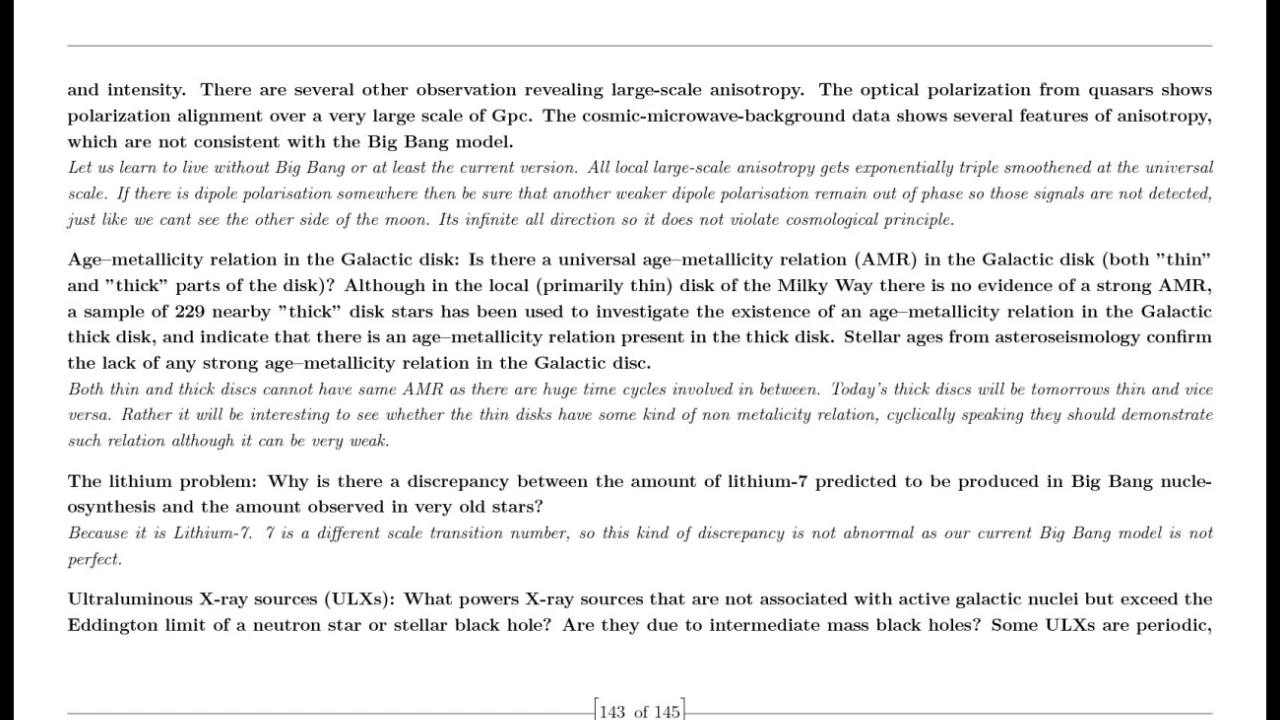 and intensity. There are several other observation revealing large-scale anisotropy. The optical polarization from quasars shows
polarization alignment over a very large scale of Gpc. The cosmic-microwave-background data shows several features of anisotropy,
which are not consistent with the Big Bang model.
Let us learn to live without Big Bang or at least the current version. All local large-scale anisotropy gets exponentially triple smoothened at the universal
scale. If there is dipole polarisation somewhere then be sure that another weaker dipole polarisation remain out of phase so those signals are not detected,
just like we cant see the other side of the moon. Its infinite all direction so it does not violate cosmological principle.
Age–metallicity relation in the Galactic disk: Is there a universal age–metallicity relation (AMR) in the Galactic disk (both "thin"
and "thick" parts of the disk)? Although in the local (primarily thin) disk of the Milky Way there is no evidence of a strong AMR,
a sample of 229 nearby "thick" disk stars has been used to investigate the existence of an age–metallicity relation in the Galactic
thick disk, and indicate that there is an age–metallicity relation present in the thick disk. Stellar ages from asteroseismology confirm
the lack of any strong age–metallicity relation in the Galactic disc.
Both thin and thick discs cannot have same AMR as there are huge time cycles involved in between. Today's thick discs will be tomorrows thin and vice
versa. Rather it will be interesting to see whether the thin disks have some kind of non metalicity relation, cyclically speaking they should demonstrate
such relation although it can be very weak.
The lithium problem: Why is there a discrepancy between the amount of lithium-7 predicted to be produced in Big Bang nucle-
osynthesis and the amount observed in very old stars?
Because it is Lithium-7. 7 is a different scale transition number, so this kind of discrepancy is not abnormal as our current Big Bang model is not
perfect.
Ultraluminous X-ray sources (ULXs): What powers X-ray sources that are not associated with active galactic nuclei but exceed the
Eddington limit of a neutron star or stellar black hole? Are they due to intermediate mass black holes? Some ULXs are periodic,
[143 of 145]